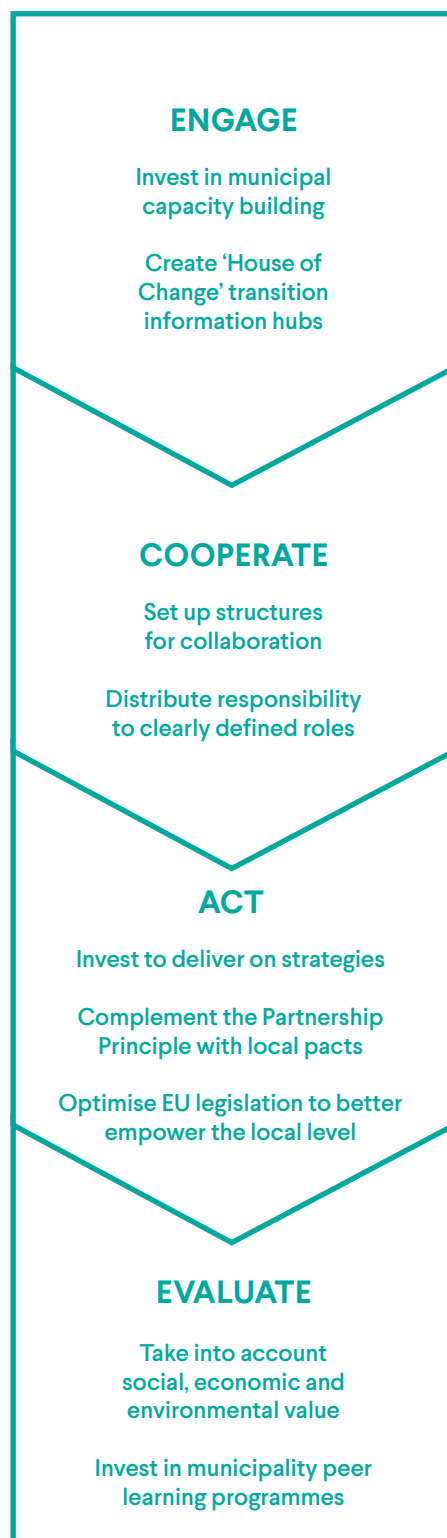 ENGAGE
Invest in municipal
capacity building
Create ‘House of
Change’ transition
information hubs
COOPERATE
Set up structures
for collaboration
Distribute responsibility
to clearly defined roles
ACT
Invest to deliver on strategies
Complement the Partnership
Principle with local pacts
Optimise EU legislation to better
empower the local level
EVALUATE
Take into account
social, economic and
environmental value
Invest in municipality peer
learning programmes